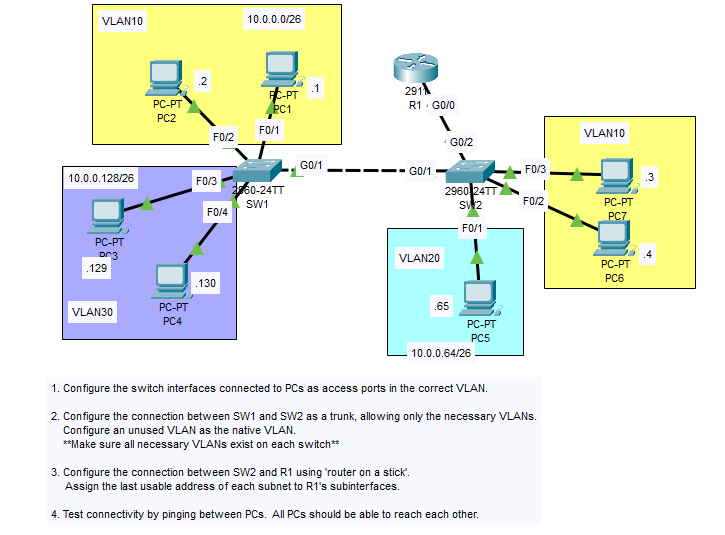 VLAN10
10.0.0.0/26
.2
.1
PC-PT
PC2
PC-PT
PC1
F0/2
F0/1
2911
R1
G0/0
G0/2
10.0.0.128/26
F0/3
F0/4
G0/1
2960-24TT
SW1
G0/1
2960-24TT
SW2
VLAN10
F0/3
F0/2
.3
PC-PT
PC7
.4
PC-PT
PC6
PC-PT
PC3
.129
.130
PC-PT
PC4
VLAN30
F0/1
VLAN20
.65
PC-PT
PC5
10.0.0.64/26
1. Configure the switch interfaces connected to PCs as access ports in the correct VLAN.
2. Configure the connection between SW1 and SW2 as a trunk, allowing only the necessary VLANs.
Configure an unused VLAN as the native VLAN.
**Make sure all necessary VLANs exist on each switch**
3. Configure the connection between SW2 and R1 using 'router on a stick'.
Assign the last usable address of each subnet to R1's subinterfaces.
4. Test connectivity by pinging between PCs. All PCs should be able to reach each other.